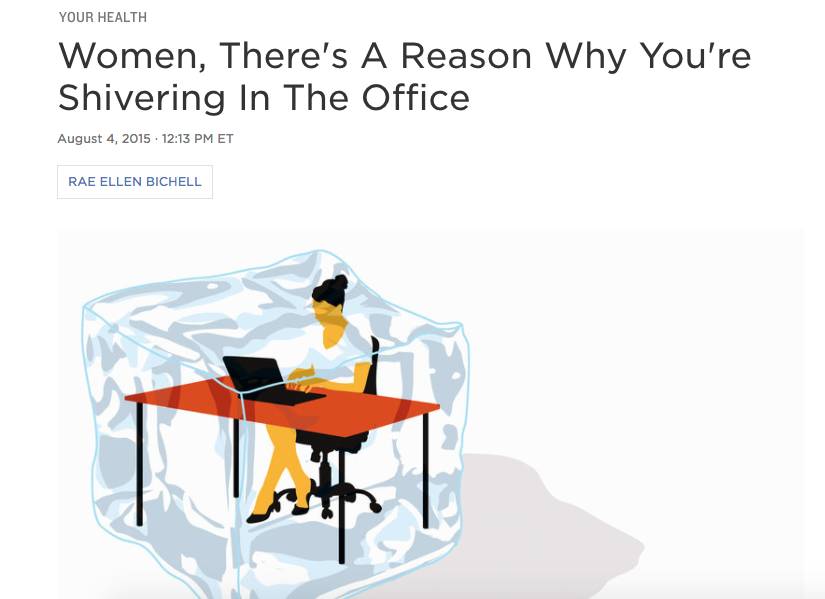 YOUR HEALTH
Women, There's A Reason Why You're
Shivering In The Office
August 4, 2015 · 12:13 PM ET
RAE ELLEN BICHELL